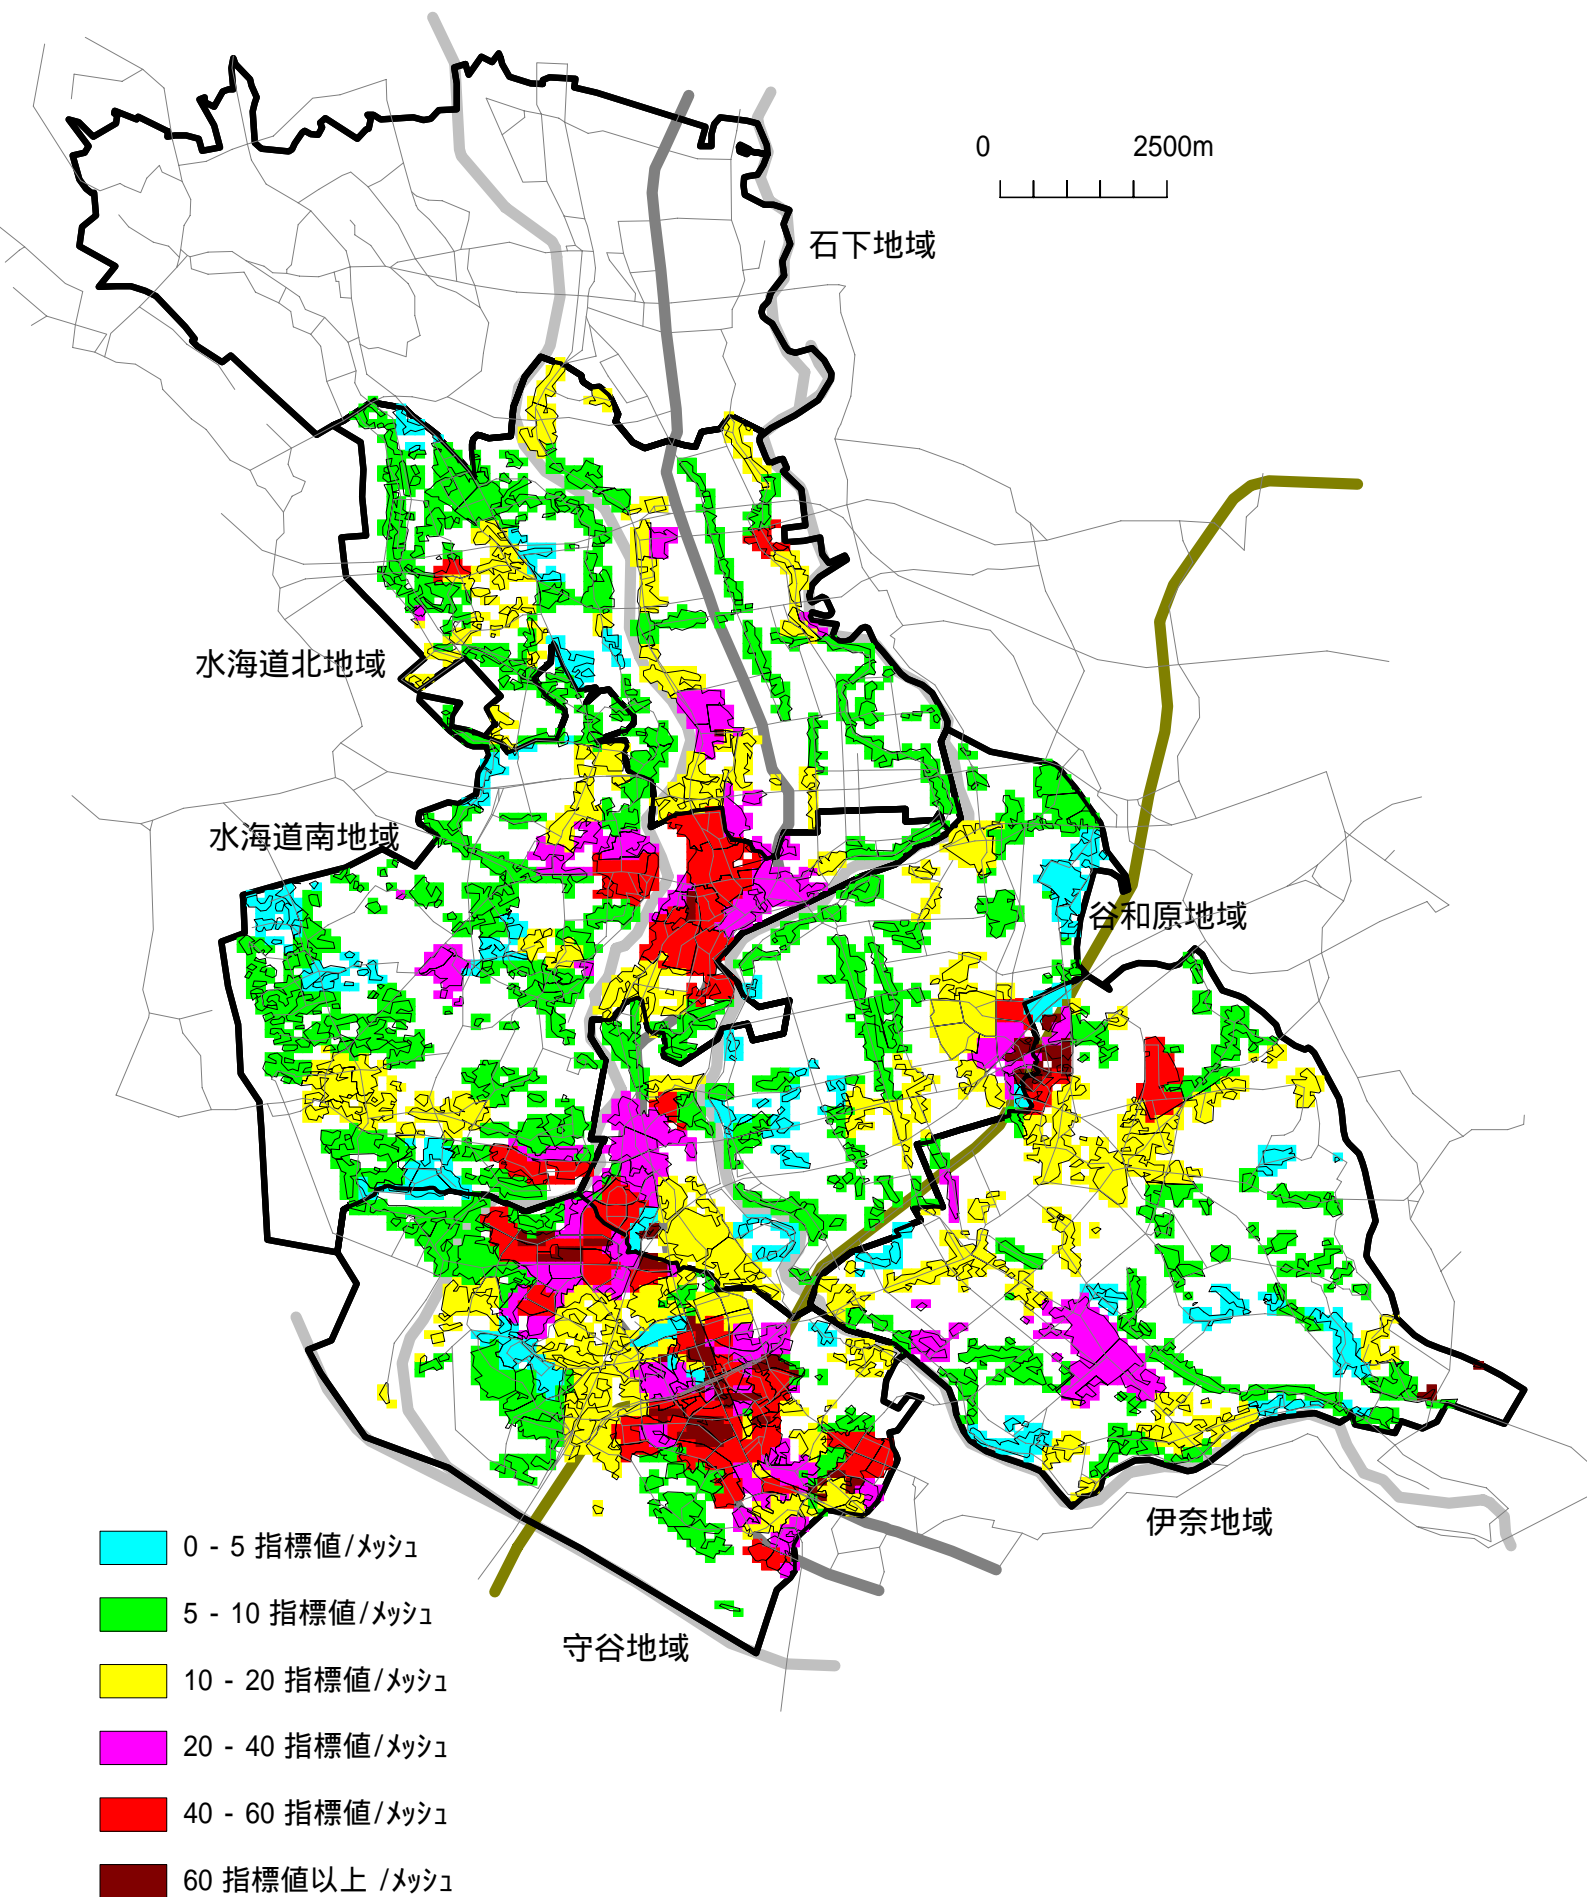 0 2500m
石下地域
水海道北地域
水海道南地域
谷和原地域
伊奈地域
守谷地域
0 - 5 指標値/ﾒｯｼｭ
5 - 10 指標値/ﾒｯｼｭ
10 - 20 指標値/ﾒｯｼｭ
20 - 40 指標値/ﾒｯｼｭ
40 - 60 指標値/ﾒｯｼｭ
60 指標値以上 /ﾒｯｼｭ